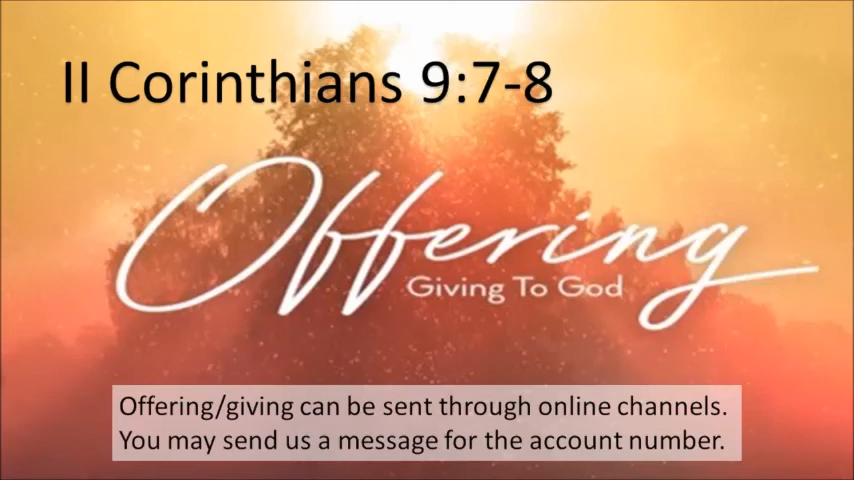 II Corinthians 9:7-8
Offering
Giving To God
Offering/giving can be sent through online channels.
You may send us a message for the account number.